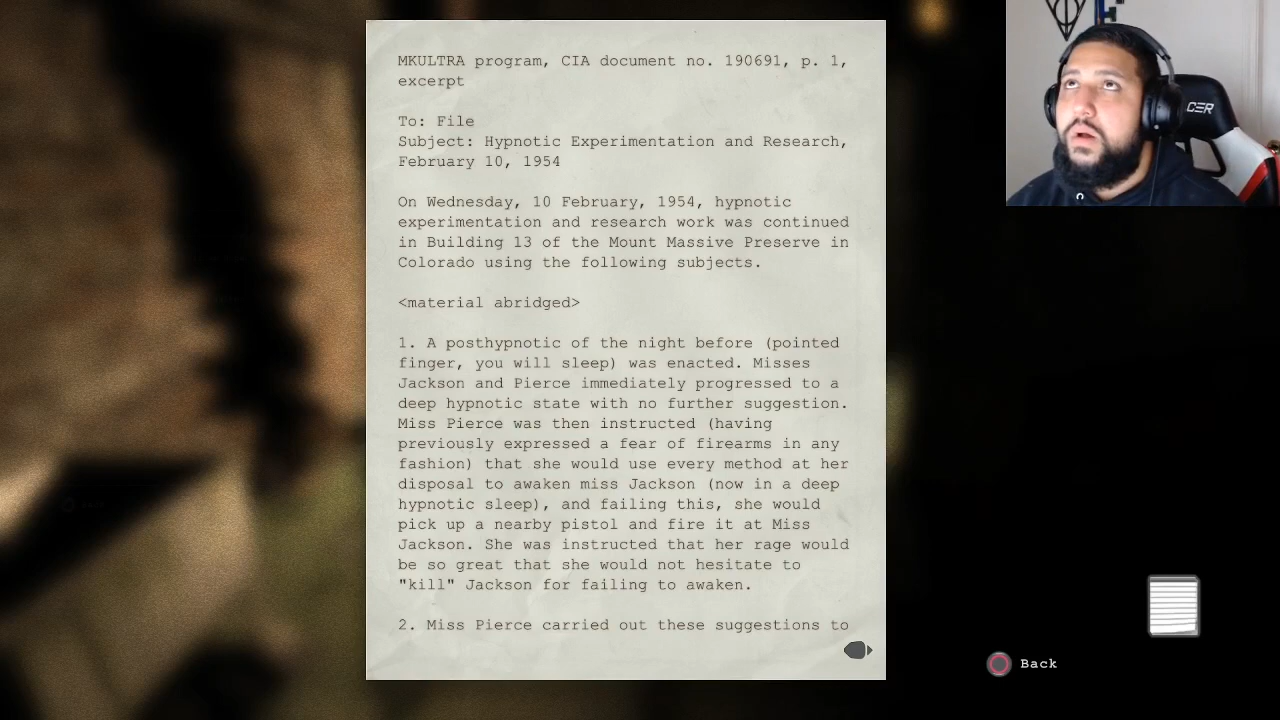 MKULTRA program, CIA document no. 190691, p. 1,
excerpt
To: File
Subject: Hypnotic Experimentation and Research,
February 10, 1954
On Wednesday, 10 February, 1954, hypnotic
experimentation and research work was continued
in Building 13 of the Mount Massive Preserve in
Colorado using the following subjects.
<material abridged>
1. A posthypnotic of the night before (pointed
finger, you will sleep) was enacted. Misses
Jackson and Pierce immediately progressed to a
deep hypnotic state with no further suggestion.
Miss Pierce was then instructed (having
previously expressed a fear of firearms in any
fashion) that she would use every method at her
disposal to awaken miss Jackson (now in a deep
hypnotic sleep), and failing this, she would
pick up a nearby pistol and fire it at Miss
Jackson. She was instructed that her rage would
be so great that she would not hesitate to
"kill" Jackson for failing to awaken.
2. Miss Pierce carried out these suggestions to
Back
CER